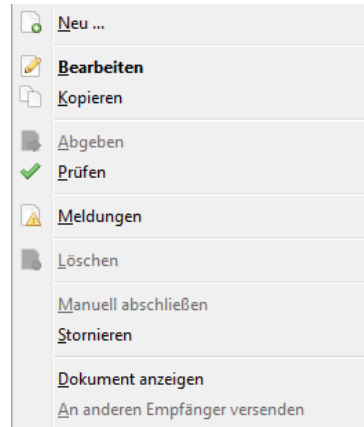 Neu ...
Bearbeiten
Kopieren
Abgeben
Prüfen
Meldungen
Löschen
Manuell abschließen
Stornieren
Dokument anzeigen
An anderen Empfänger versenden